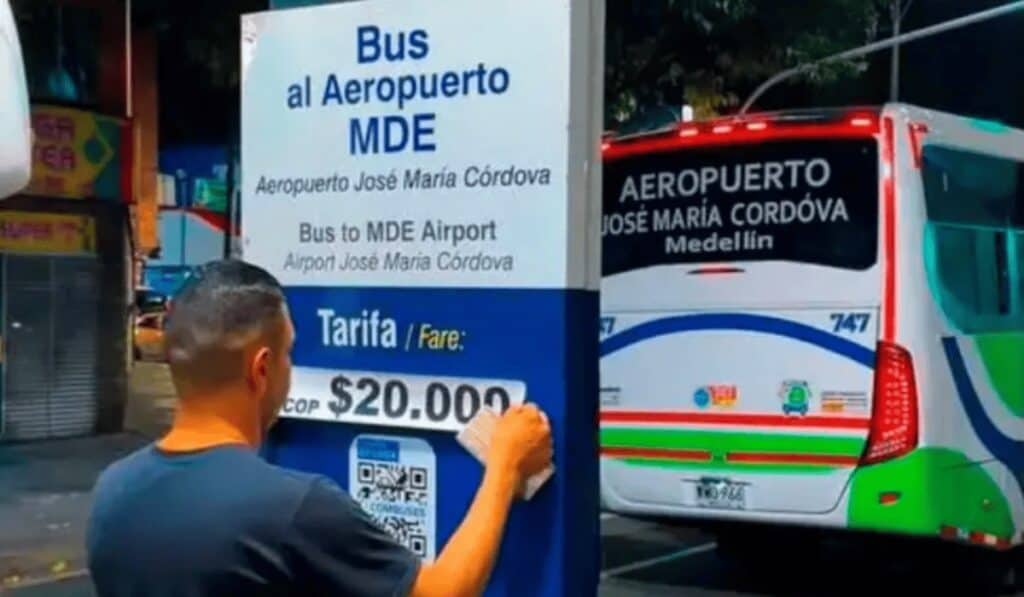 Bus
al Aeropuerto
MDE
Aeropuerto José María Córdova
Bus to MDE Airport
Airport José María Córdova
Tarifa / Fare:
COP $20.000
COMBUSES
AEROPUERTO
JOSÉ MARÍA CORDÓVA
Medellín
747